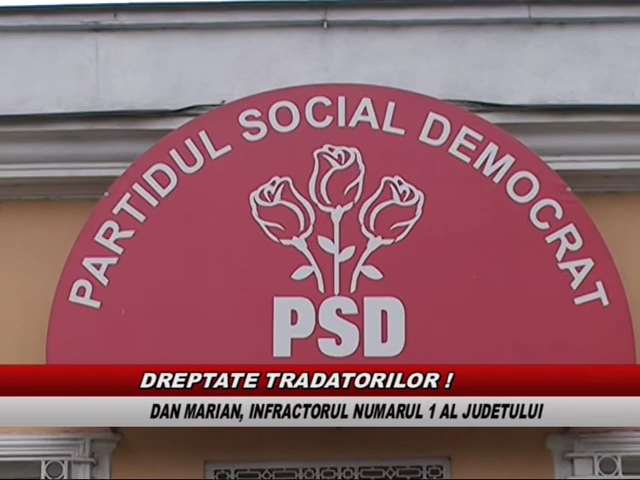 PARTIDUL SOCIAL DEMOCRAT
PSD
DREPTATE TRADATORILOR !
DAN MARIAN, INFRACTORUL NUMARUL 1 AL JUDETULUI